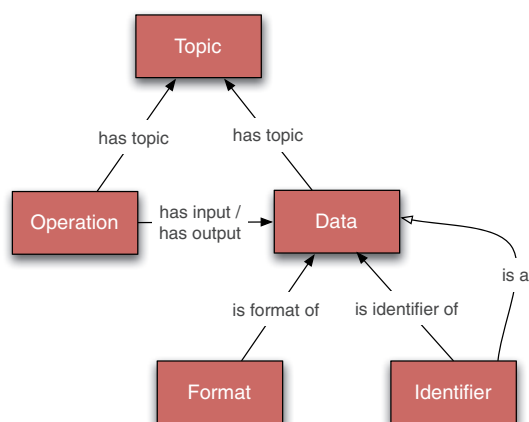 Topic
has topic
has topic
Operation
has input /
has output
Data
is a
is format of
is identifier of
Format
Identifier